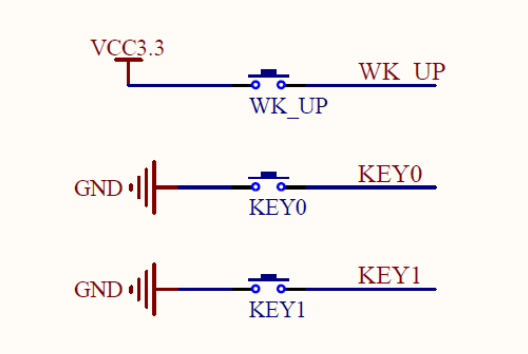 VCC3.3
WK_UP
WK_UP
GND
KEY0
KEY0
GND
KEY1
KEY1